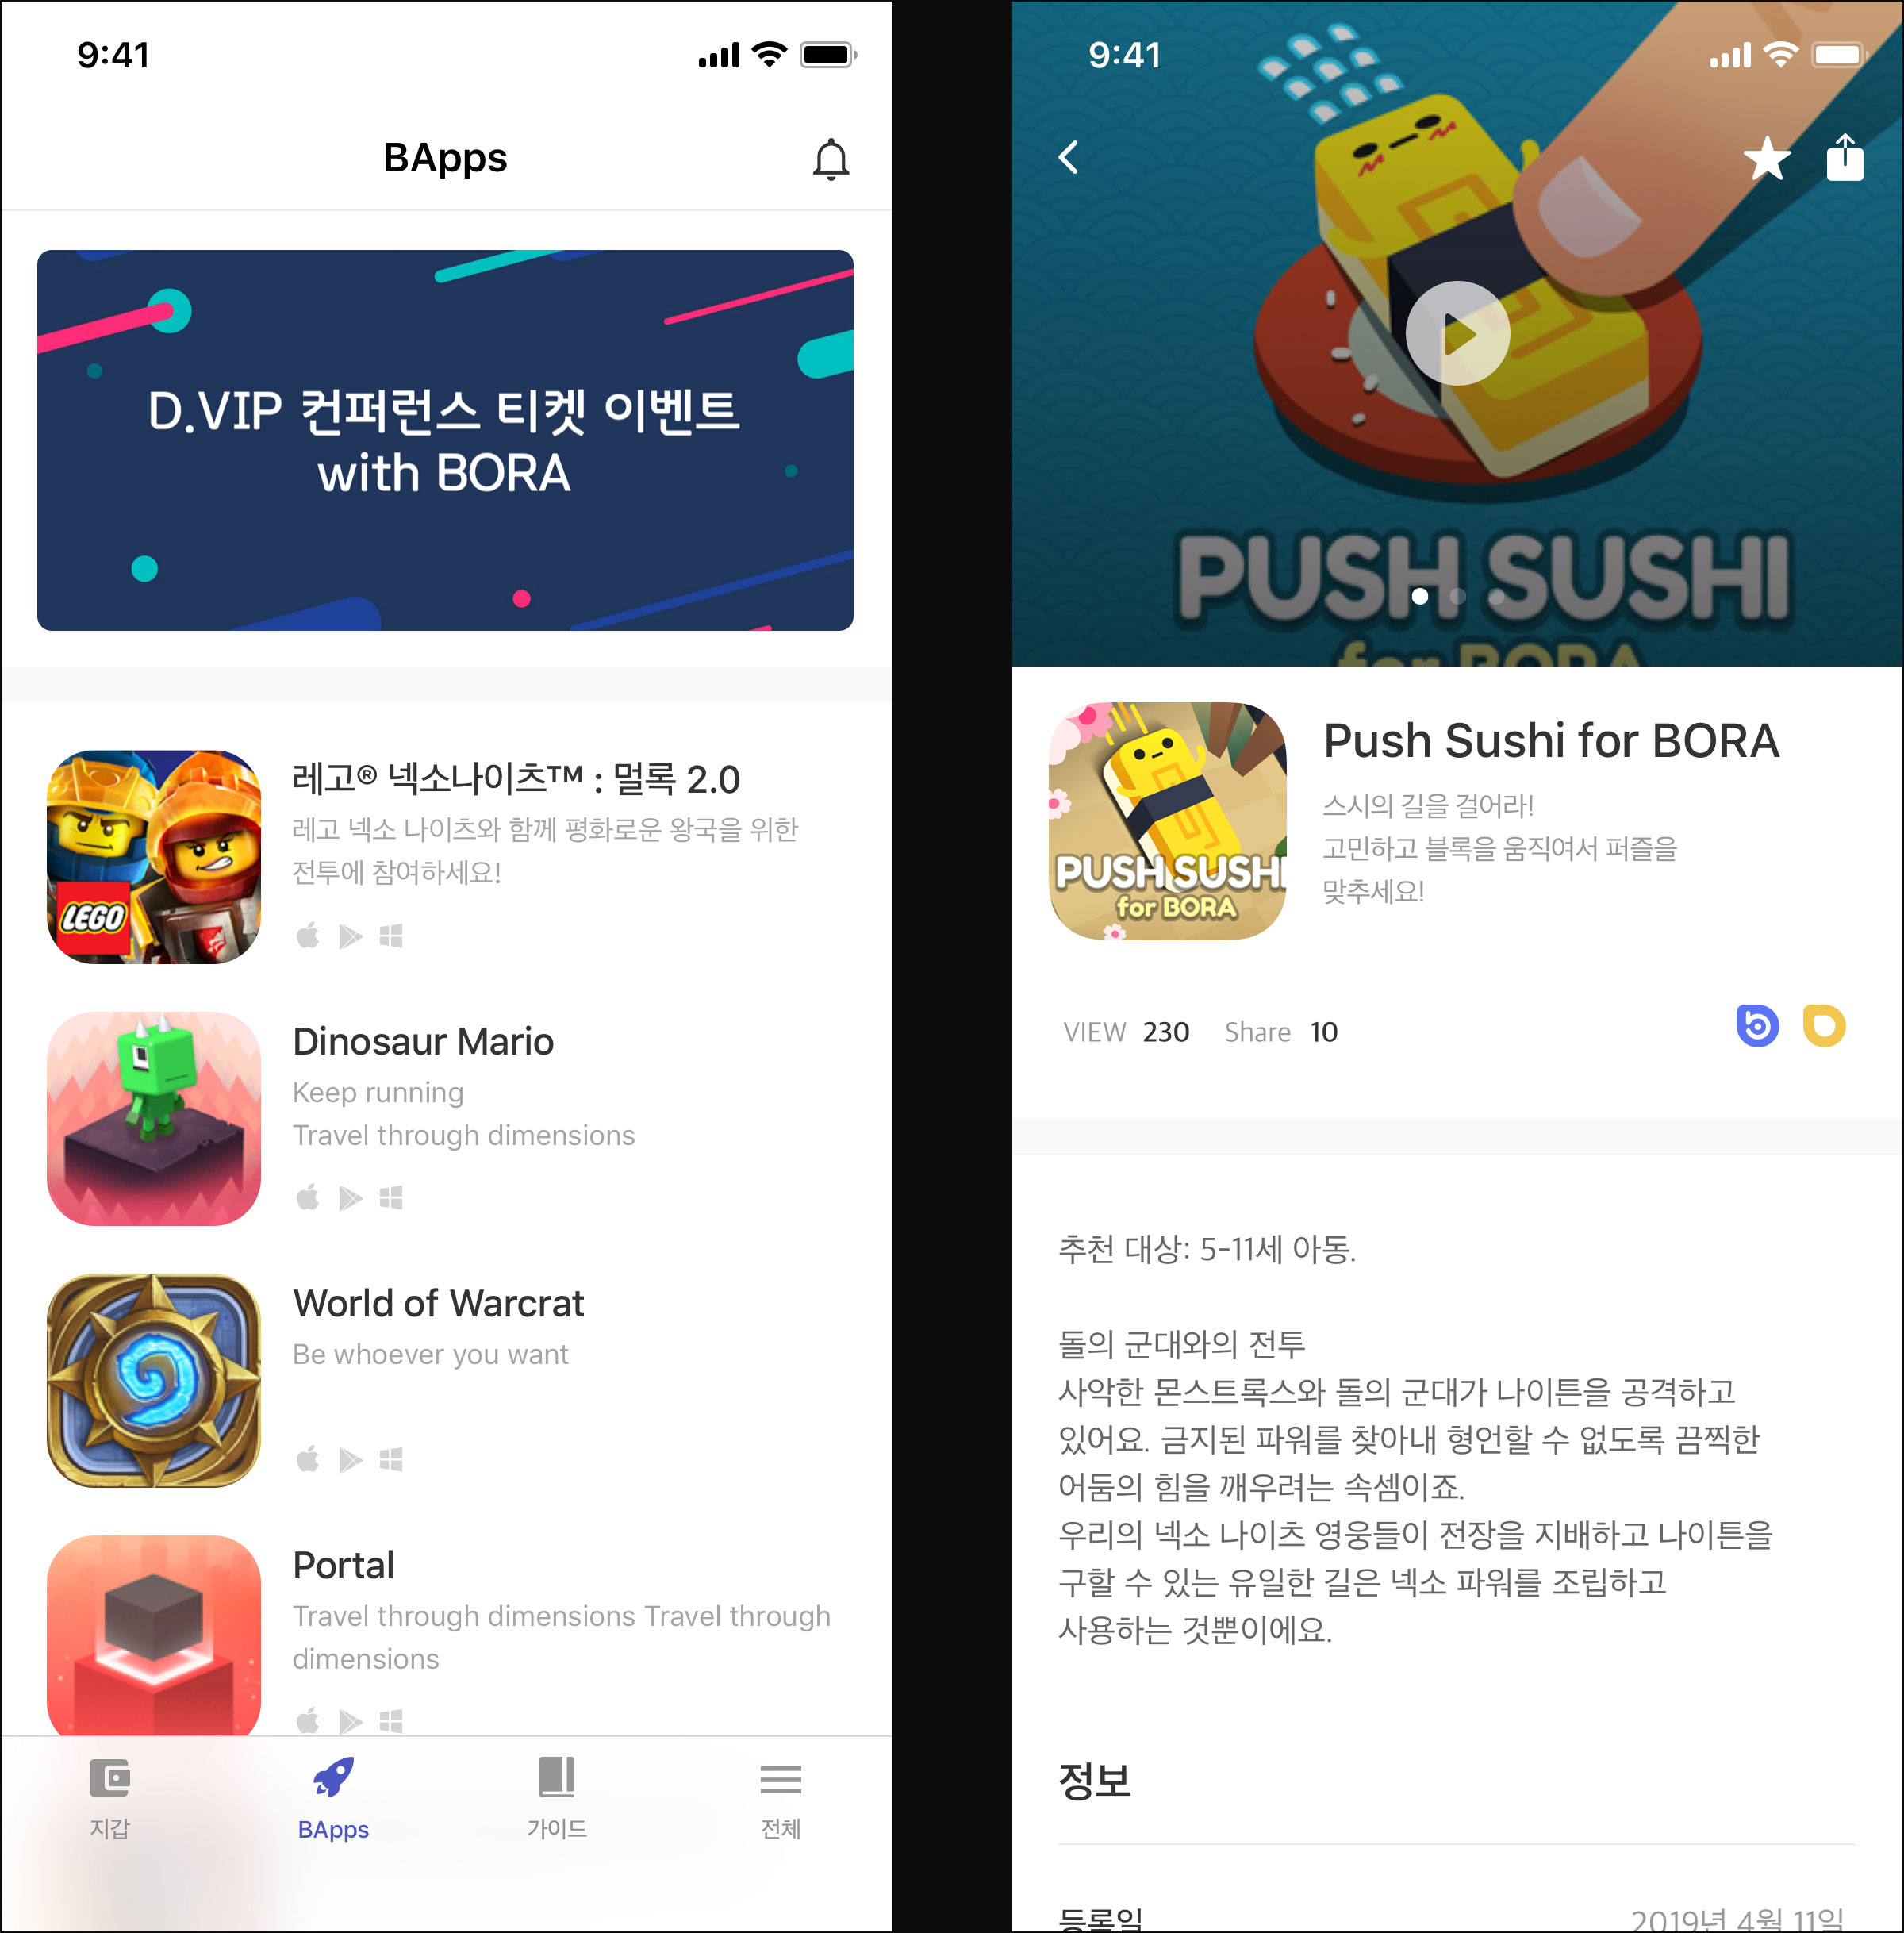 9:41
BApps
D.VIP 컨퍼런스 티켓 이벤트
with BORA
레고® 넥소나이츠™ : 멀록 2.0
레고 넥소 나이츠와 함께 평화로운 왕국을 위한
전투에 참여하세요!
LEGO
Dinosaur Mario
Keep running
Travel through dimensions
World of Warcrat
Be whoever you want
Portal
Travel through dimensions Travel through
dimensions
지갑
BApps
가이드
전체
9:41
PUSH SUSHI
for BORA
Push Sushi for BORA
스시의 길을 걸어라!
고민하고 블록을 움직여서 퍼즐을
맞추세요!
PUSH SUSHI
for BORA
VIEW 230 Share 10
추천 대상: 5-11세 아동.
돌의 군대와의 전투
사악한 몬스트록스와 돌의 군대가 나이튼을 공격하고
있어요. 금지된 파워를 찾아내 형언할 수 없도록 끔찍한
어둠의 힘을 깨우려는 속셈이죠.
우리의 넥소 나이츠 영웅들이 전장을 지배하고 나이튼을
구할 수 있는 유일한 길은 넥소 파워를 조립하고
사용하는 것뿐이에요.
정보
등록일 2019년 4월 11일